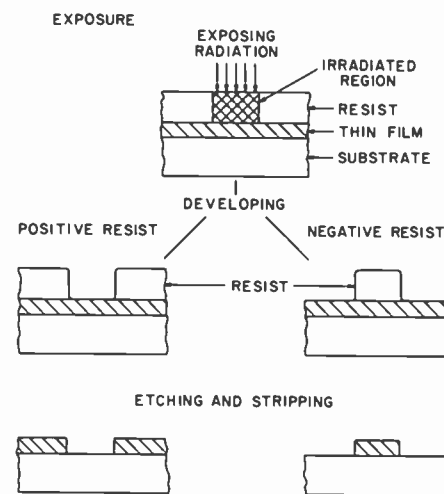 EXPOSURE
EXPOSING
RADIATION
IRRADIATED
REGION
RESIST
THIN FILM
SUBSTRATE
DEVELOPING
POSITIVE RESIST
NEGATIVE RESIST
RESIST
ETCHING AND STRIPPING